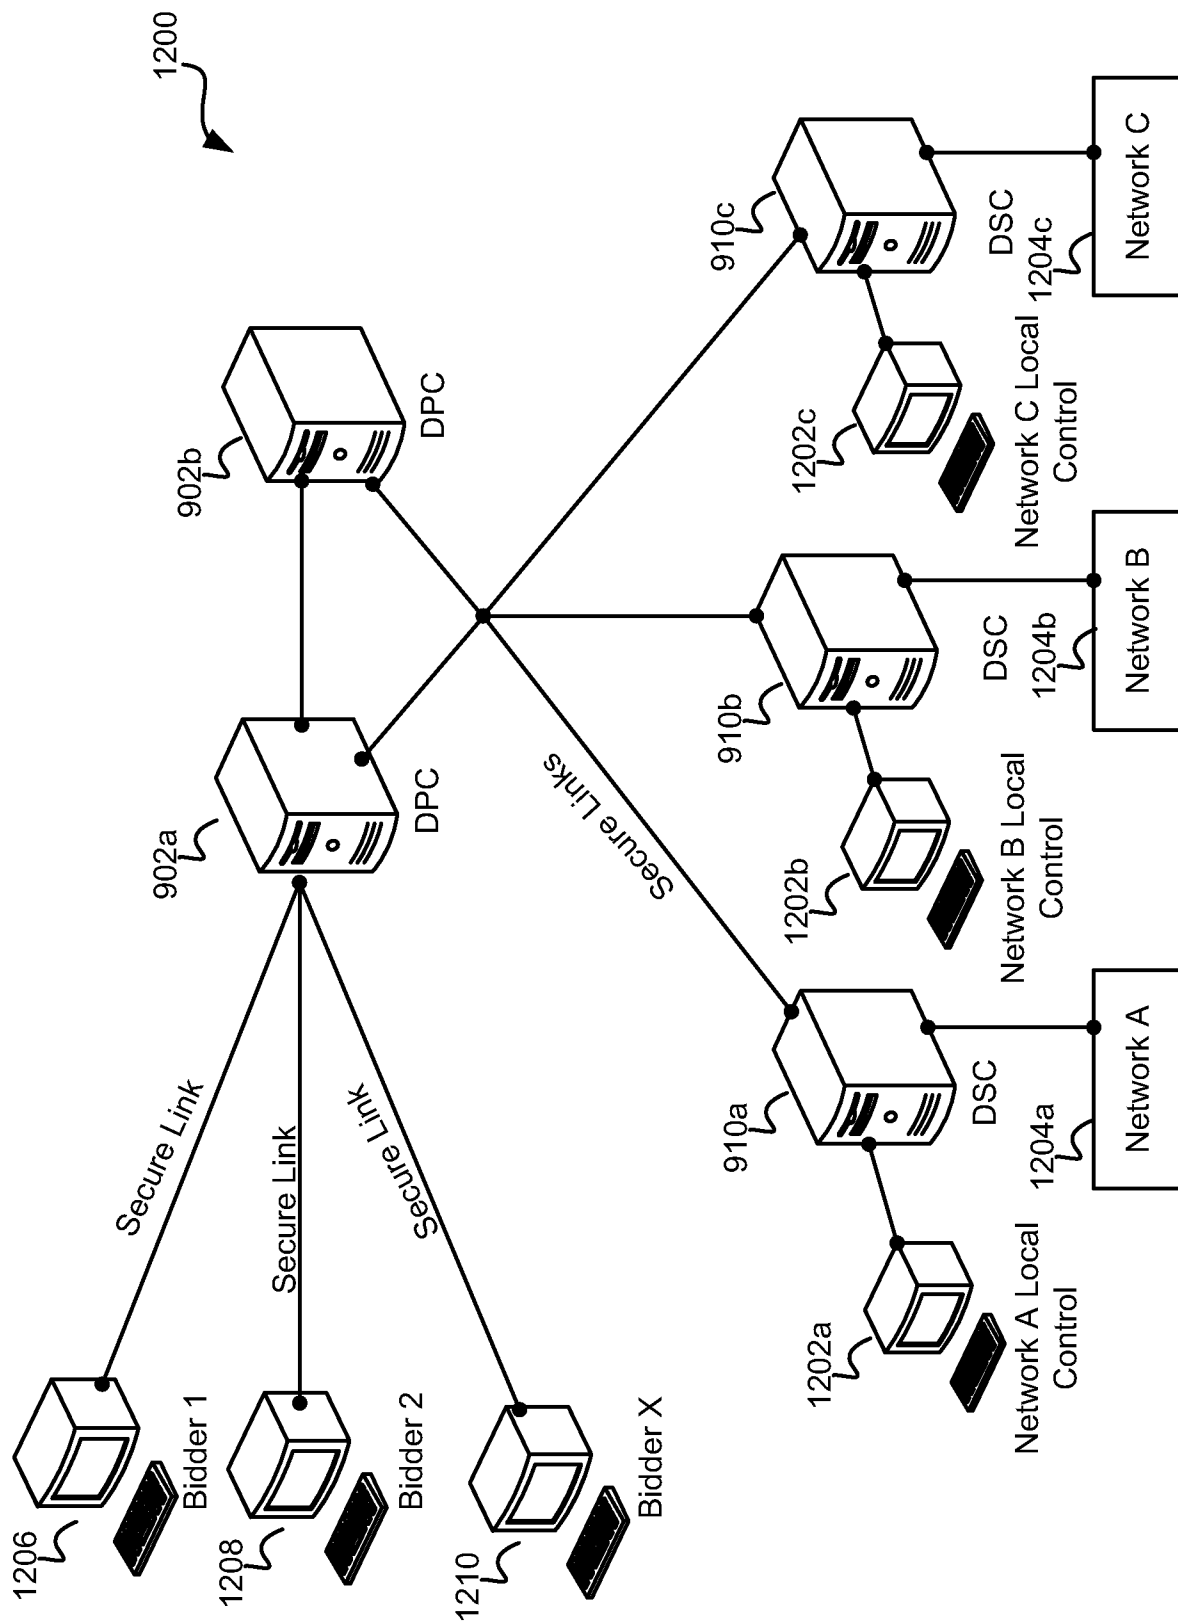 1200
1206
Bidder 1
1208
Bidder 2
1210
Bidder X
Secure Link
Secure Link
Secure Link
902a
DPC
902b
DPC
Secure Links
910a
DSC
910b
DSC
910c
DSC
1202a
Network A Local
Control
1202b
Network B Local
Control
1202c
Network C Local
Control
1204a
Network A
1204b
Network B
1204c
Network C